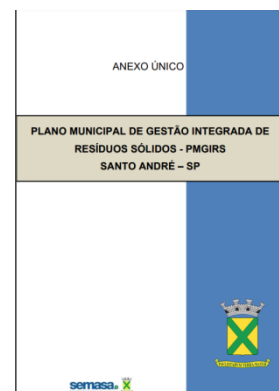 ANEXO ÚNICO
PLANO MUNICIPAL DE GESTÃO INTEGRADA DE
RESÍDUOS SÓLIDOS - PMGIRS
SANTO ANDRÉ – SP
semasa